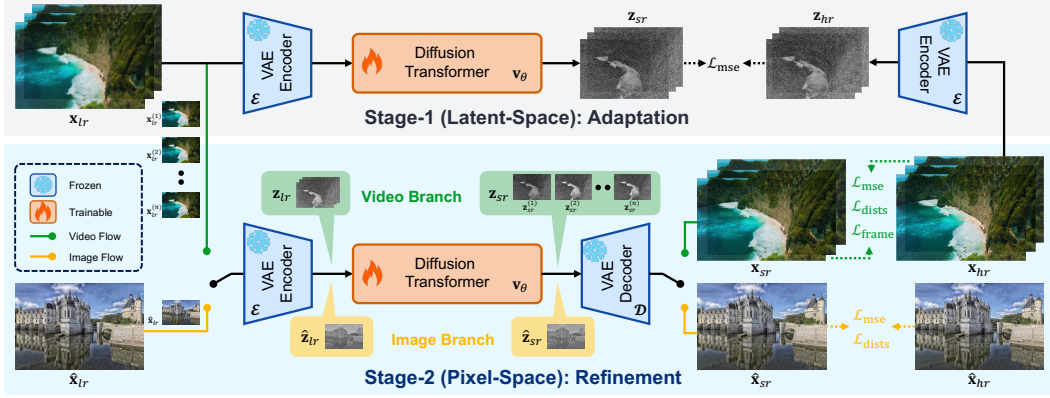 x_lr
VAE
Encoder
ℰ
Diffusion
Transformer
v_θ
z_sr
ℒ_mse
z_hr
VAE
Encoder
ℰ
Stage-1 (Latent-Space): Adaptation
x_lr^(1)
x_lr^(2)
x_lr^(n)
Frozen
Trainable
Video Flow
Image Flow
z_lr
Video Branch
z_sr
z_sr^(1)
z_sr^(2)
z_sr^(n)
VAE
Encoder
ℰ
Diffusion
Transformer
v_θ
VAE
Decoder
𝒟
x_sr
ℒ_mse
ℒ_dists
ℒ_frame
x_hr
x̂_lr
x̂_lr
ẑ_lr
Image Branch
ẑ_sr
x̂_sr
ℒ_mse
ℒ_dists
x̂_hr
Stage-2 (Pixel-Space): Refinement